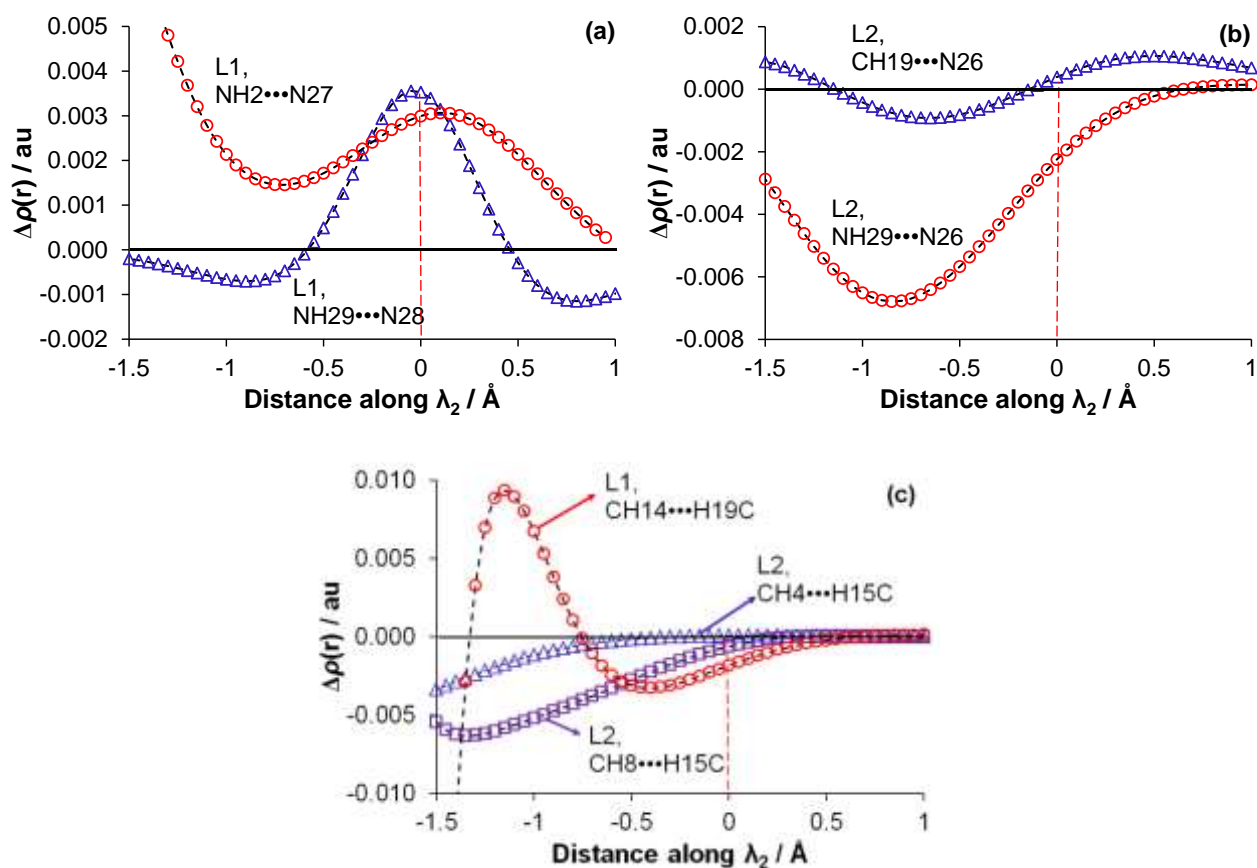 (a)
0.005
0.004
0.003
0.002
0.001
0.000
-0.001
-0.002
Δρ(r) / au
L1,
NH2•••N27
L1,
NH29•••N28
-1.5 -1 -0.5 0 0.5 1
Distance along λ2 / Å
(b)
0.002
0.000
-0.002
-0.004
-0.006
-0.008
Δρ(r) / au
L2,
CH19•••N26
L2,
NH29•••N26
-1.5 -1 -0.5 0 0.5 1
Distance along λ2 / Å
(c)
0.010
0.005
0.000
-0.005
-0.010
Δρ(r) / au
L1,
CH14•••H19C
L2,
CH4•••H15C
L2,
CH8•••H15C
-1.5 -1 -0.5 0 0.5 1
Distance along λ2 / Å